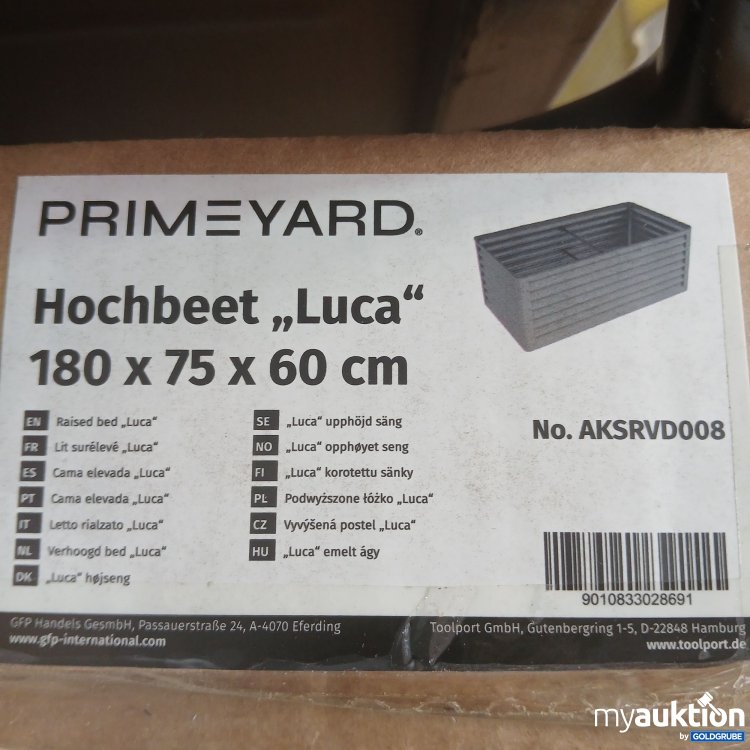 PRIMEYARD®
Hochbeet „Luca“
180 x 75 x 60 cm
No. AKSRVD008
EN Raised bed „Luca“
FR Lit surélevé „Luca“
ES Cama elevada „Luca“
PT Cama elevada „Luca“
IT Letto rialzato „Luca“
NL Verhoogd bed „Luca“
DK „Luca“ højseng
SE „Luca“ upphöjd säng
NO „Luca“ opphøyet seng
FI „Luca“ korotettu sänky
PL Podwyższone łóżko „Luca“
CZ Vyvýšená postel „Luca“
HU „Luca“ emelt ágy
9010833028691
GFP Handels GesmbH, Passauerstraße 24, A-4070 Eferding
www.gfp-international.com
Toolport GmbH, Gutenbergring 1-5, D-22848 Hamburg
www.toolport.de
myauktion
by GOLDGRUBE